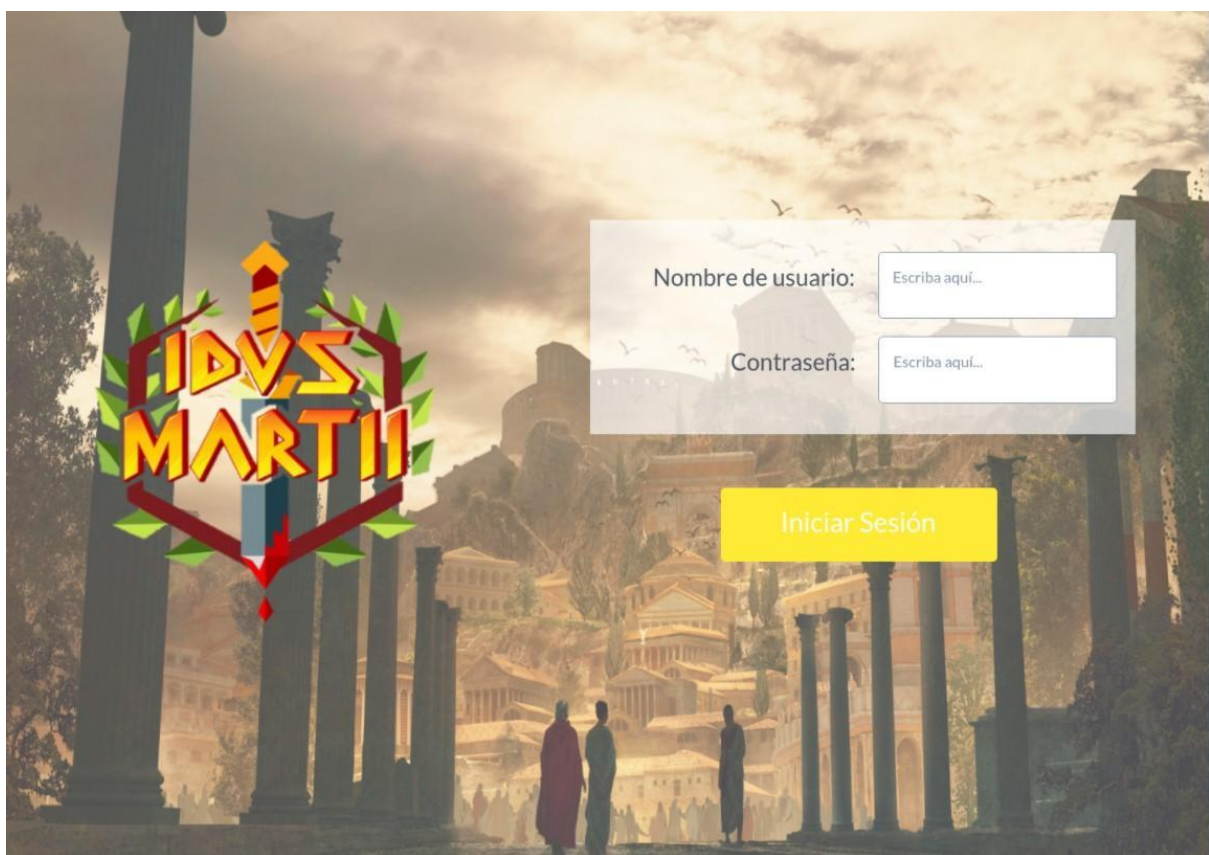 IDVS
MARTII
Nombre de usuario:
Escriba aquí...
Contraseña:
Escriba aquí...
Iniciar Sesión